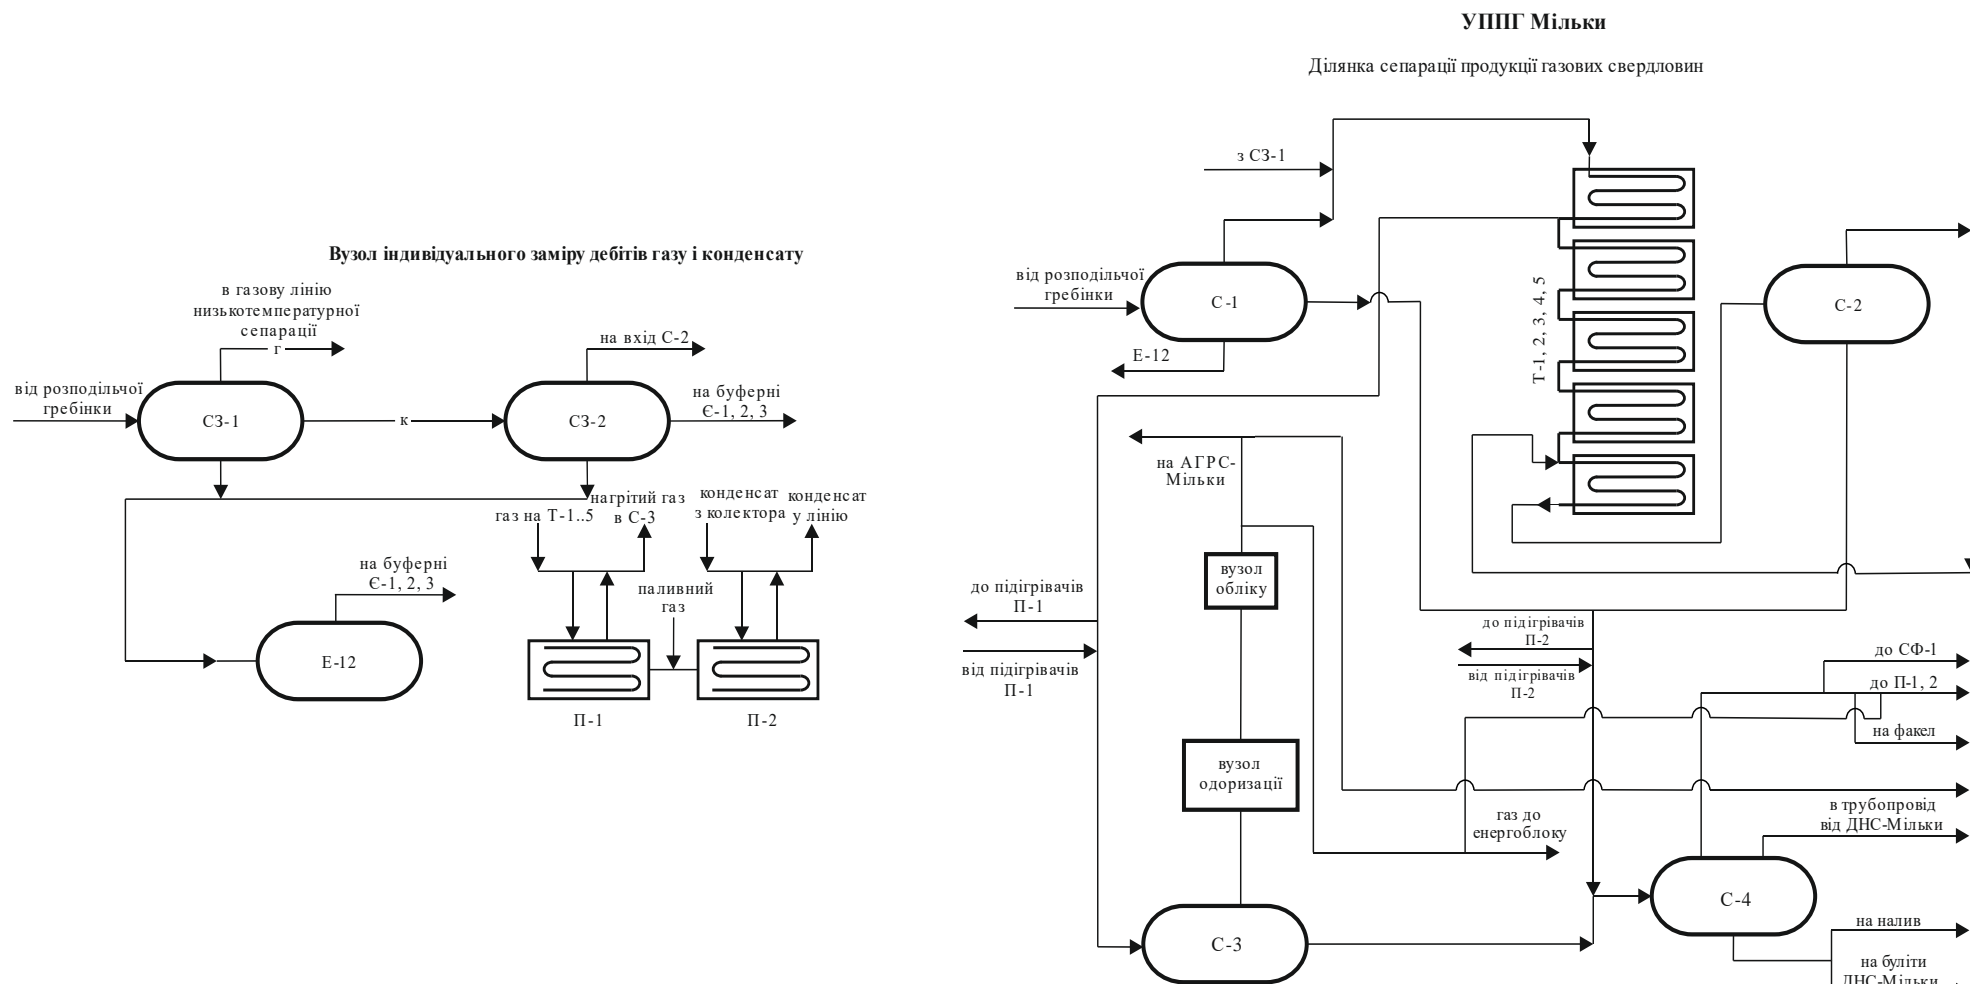 УППГ Мільки
Ділянка сепарації продукції газових свердловин
Вузол індивідуального заміру дебітів газу і конденсату
в газову лінію
низькотемпературної
сепарації
г
від розподільчої
гребінки
СЗ-1
к
на вхід С-2
СЗ-2
на буферні
Є-1, 2, 3
газ на Т-1..5
нагрітий газ
в С-3
конденсат
з колектора
конденсат
у лінію
на буферні
Є-1, 2, 3
паливний
газ
Е-12
П-1
П-2
з СЗ-1
від розподільчої
гребінки
С-1
Е-12
Т-1, 2, 3, 4, 5
С-2
на АГРС-
Мільки
вузол
обліку
до підігрівачів
П-1
від підігрівачів
П-1
до підігрівачів
П-2
від підігрівачів
П-2
до СФ-1
до П-1, 2
на факел
вузол
одоризації
газ до
енергоблоку
в трубопровід
від ДНС-Мільки
С-4
С-3
на налив
на буліти
ДНС-Мільки